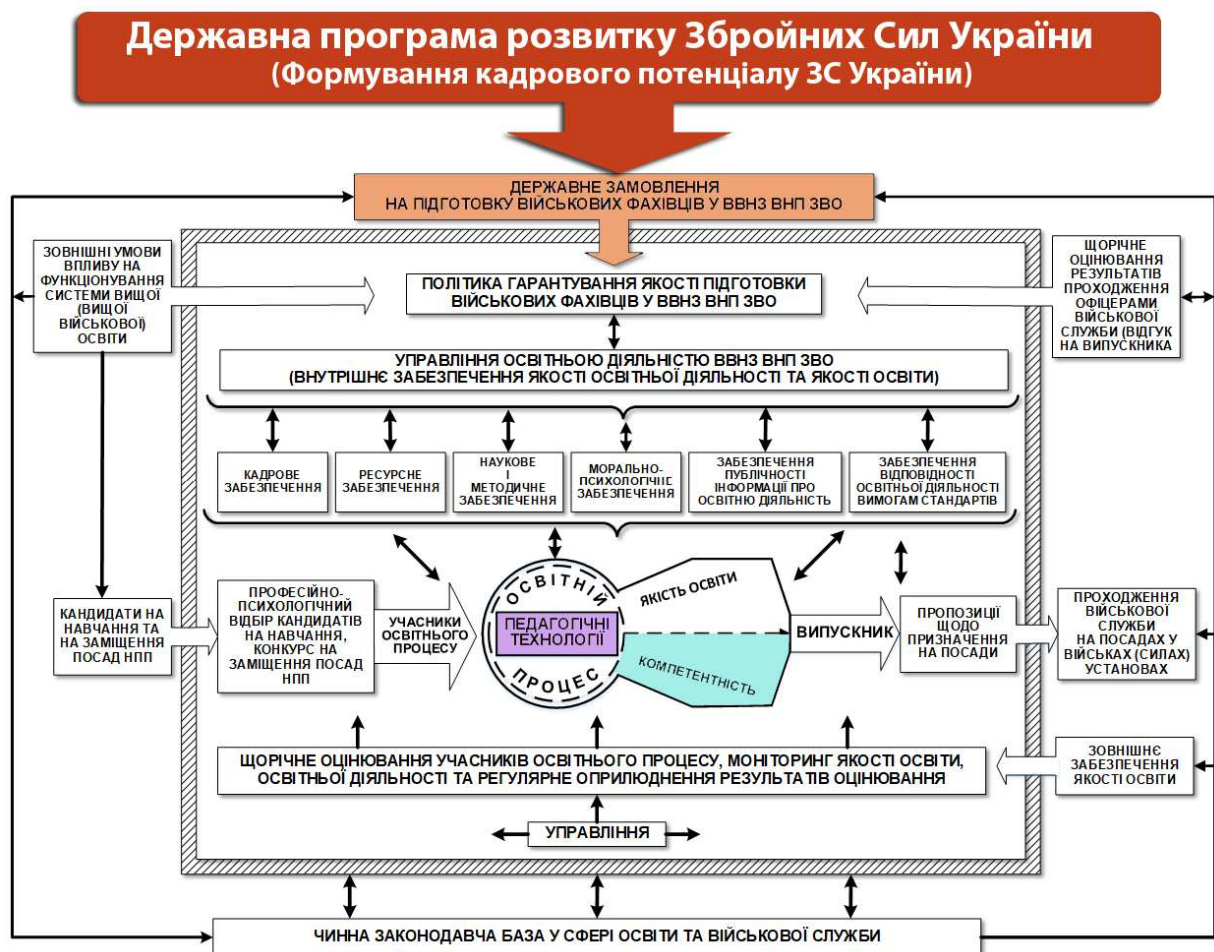 Державна програма розвитку Збройних Сил України
(Формування кадрового потенціалу ЗС України)
ДЕРЖАВНЕ ЗАМОВЛЕННЯ
НА ПІДГОТОВКУ ВІЙСЬКОВИХ ФАХІВЦІВ У ВВНЗ ВНП ЗВО
ЗОВНІШНІ УМОВИ
ВПЛИВУ НА
ФУНКЦІОНУВАННЯ
СИСТЕМИ ВИЩОЇ
(ВИЩОЇ
ВІЙСЬКОВОЇ)
ОСВІТИ
ПОЛІТИКА ГАРАНТУВАННЯ ЯКОСТІ ПІДГОТОВКИ
ВІЙСЬКОВИХ ФАХІВЦІВ У ВВНЗ ВНП ЗВО
ЩОРІЧНЕ
ОЦІНЮВАННЯ
РЕЗУЛЬТАТІВ
ПРОХОДЖЕННЯ
ОФІЦЕРАМИ
ВІЙСЬКОВОЇ
СЛУЖБИ (ВІДГУК
НА ВИПУСКНИКА
УПРАВЛІННЯ ОСВІТНЬОЮ ДІЯЛЬНІСТЮ ВВНЗ ВНП ЗВО
(ВНУТРІШНЄ ЗАБЕЗПЕЧЕННЯ ЯКОСТІ ОСВІТНЬОЇ ДІЯЛЬНОСТІ ТА ЯКОСТІ ОСВІТИ)
КАДРОВЕ
ЗАБЕЗПЕЧЕННЯ
РЕСУРСНЕ
ЗАБЕЗПЕЧЕННЯ
НАУКОВЕ
І
МЕТОДИЧНЕ
ЗАБЕЗПЕЧЕННЯ
МОРАЛЬНО-
ПСИХОЛОГІЧНЕ
ЗАБЕЗПЕЧЕННЯ
ЗАБЕЗПЕЧЕННЯ
ПУБЛІЧНОСТІ
ІНФОРМАЦІЇ ПРО
ОСВІТНЮ ДІЯЛЬНІСТЬ
ЗАБЕЗПЕЧЕННЯ
ВІДПОВІДНОСТІ
ОСВІТНЬОЇ ДІЯЛЬНОСТІ
ВИМОГАМ СТАНДАРТІВ
КАНДИДАТИ НА
НАВЧАННЯ ТА
НА ЗАМІЩЕННЯ
ПОСАД НПП
ПРОФЕСІЙНО-
ПСИХОЛОГІЧНИЙ
ВІДБІР КАНДИДАТІВ
НА НАВЧАННЯ,
КОНКУРС НА
ЗАМІЩЕННЯ ПОСАД
НПП
УЧАСНИКИ
ОСВІТНЬОГО
ПРОЦЕСУ
ОСВІТНІЙ
ПЕДАГОГІЧНІ
ТЕХНОЛОГІЇ
ПРОЦЕС
ЯКІСТЬ ОСВІТИ
КОМПЕТЕНТНІСТЬ
ВИПУСКНИК
ПРОПОЗИЦІЇ
ЩОДО
ПРИЗНАЧЕННЯ
НА ПОСАДИ
ПРОХОДЖЕННЯ
ВІЙСЬКОВОЇ
СЛУЖБИ
НА ПОСАДАХ У
ВІЙСЬКАХ (СИЛАХ)
УСТАНОВАХ
ЩОРІЧНЕ ОЦІНЮВАННЯ УЧАСНИКІВ ОСВІТНЬОГО ПРОЦЕСУ, МОНІТОРИНГ ЯКОСТІ ОСВІТИ,
ОСВІТНЬОЇ ДІЯЛЬНОСТІ ТА РЕГУЛЯРНЕ ОПРИЛЮДНЕННЯ РЕЗУЛЬТАТІВ ОЦІНЮВАННЯ
ЗОВНІШНЄ
ЗАБЕЗПЕЧЕННЯ
ЯКОСТІ ОСВІТИ
УПРАВЛІННЯ
ЧИННА ЗАКОНОДАВЧА БАЗА У СФЕРІ ОСВІТИ ТА ВІЙСЬКОВОЇ СЛУЖБИ